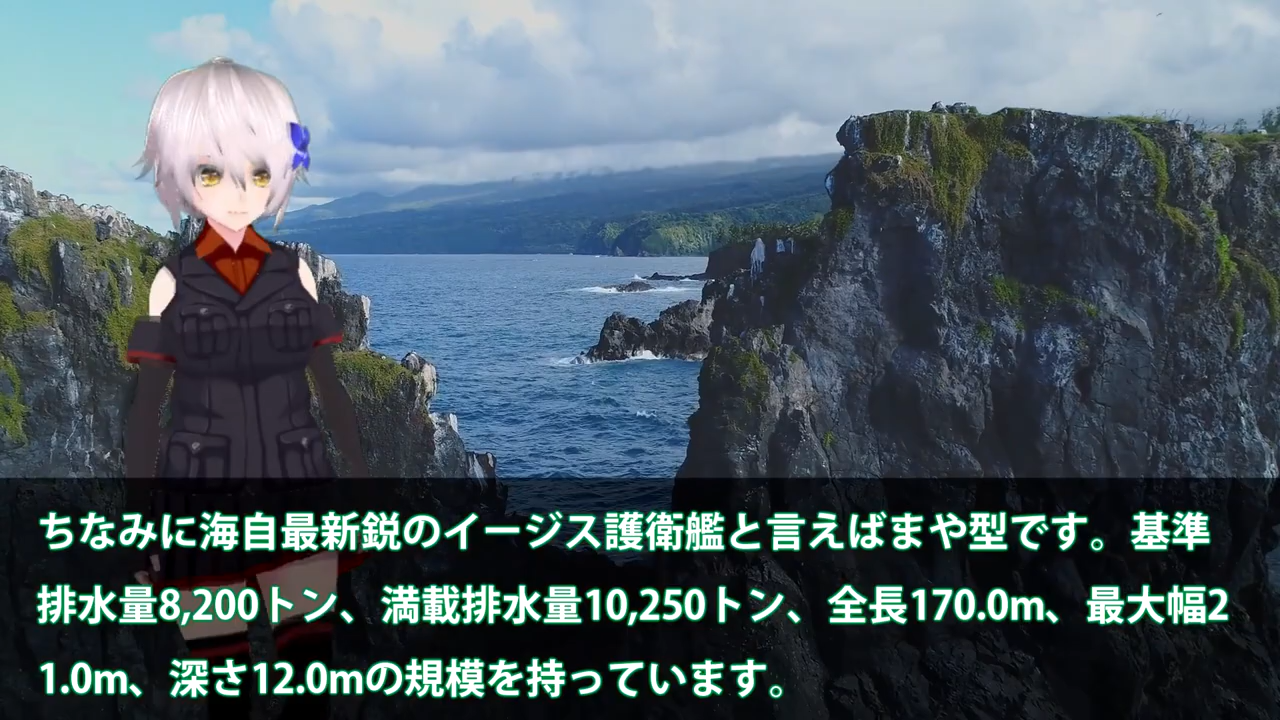 ちなみに海自最新鋭のイージス護衛艦と言えばまや型です。基準
排水量8,200トン、満載排水量10,250トン、全長170.0m、最大幅2
1.0m、深さ12.0mの規模を持っています。